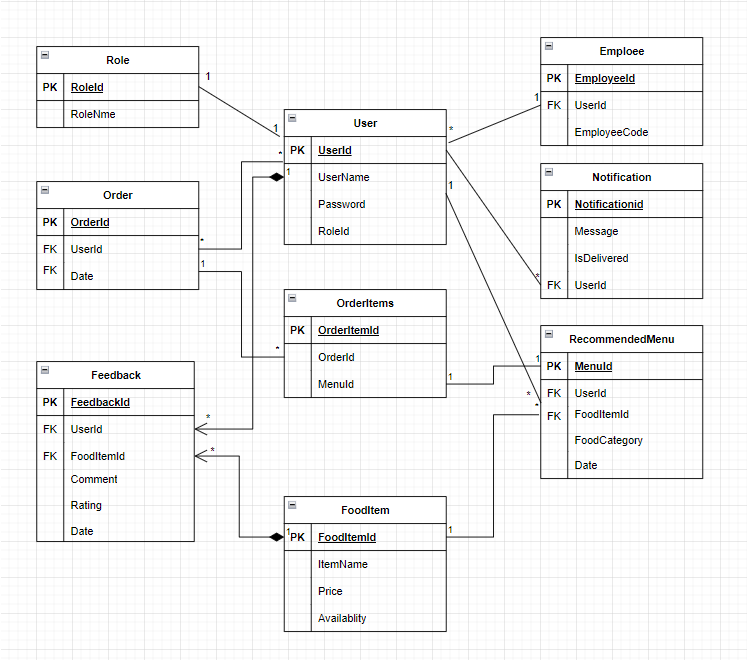 Role
PK RoleId
RoleNme
1
1
User
PK UserId
UserName
Password
RoleId
*
1
*
1
Emploee
PK EmployeeId
FK UserId
EmployeeCode
1
Notification
PK Notificationid
Message
IsDelivered
FK UserId
*
Order
PK OrderId
FK UserId
FK
Date
*
1
OrderItems
PK OrderItemId
OrderId
MenuId
*
1
RecommendedMenu
PK MenuId
FK UserId
FK FoodItemId
FoodCategory
Date
1
*
*
Feedback
PK FeedbackId
FK UserId
FK FoodItemId
Comment
Rating
Date
*
*
FoodItem
1 PK FoodItemId
ItemName
Price
Availablity
1